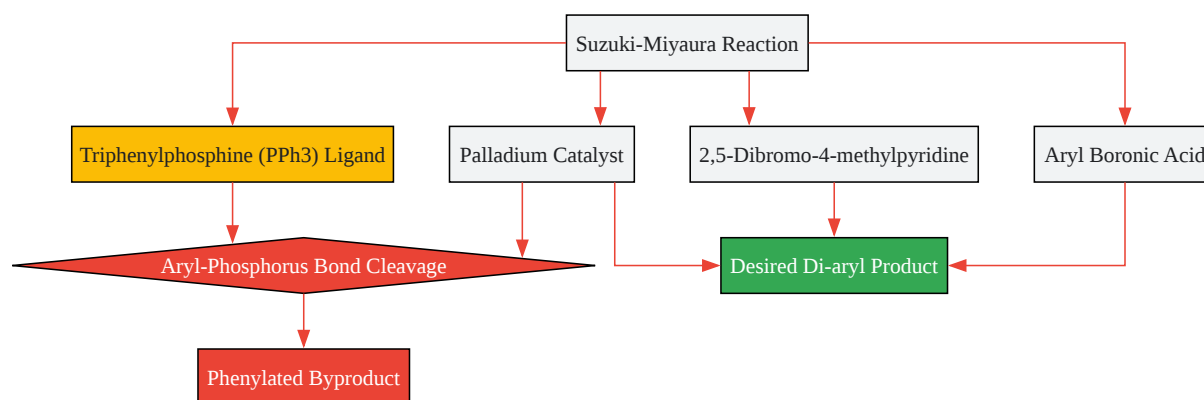 Suzuki-Miyaura Reaction
Triphenylphosphine (PPh3) Ligand
Palladium Catalyst
2,5-Dibromo-4-methylpyridine
Aryl Boronic Acid
Aryl-Phosphorus Bond Cleavage
Desired Di-aryl Product
Phenylated Byproduct